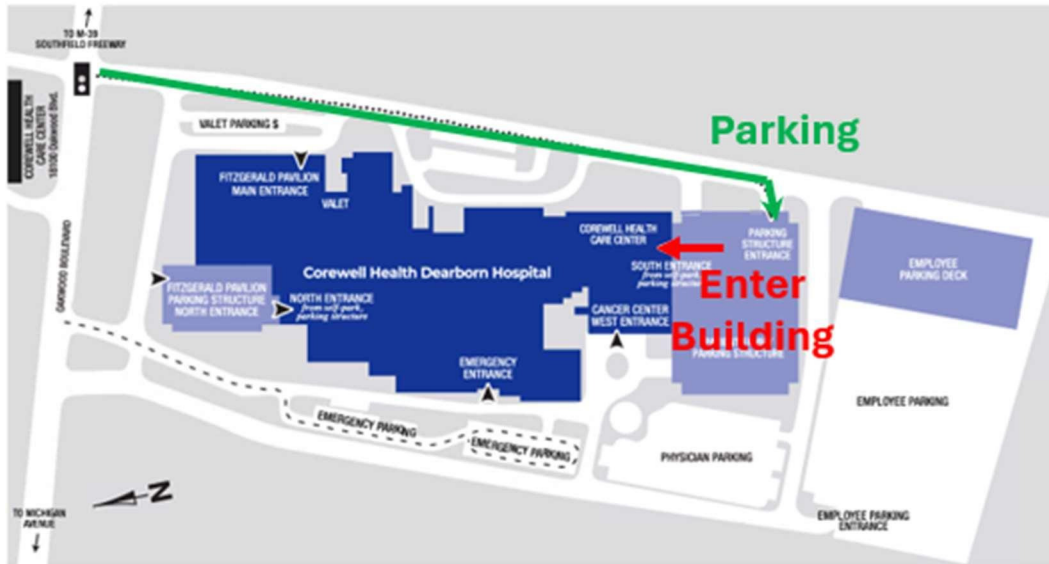 TO M-39
SOUTHFIELD FREEWAY
COREWELL HEALTH
CARE CENTER
18100 Oakwood Blvd.
VALET PARKING S
Parking
FITZGERALD PAVILION
MAIN ENTRANCE
VALET
COREWELL HEALTH
CARE CENTER
PARKING
STRUCTURE
ENTRANCE
EMPLOYEE
PARKING DECK
OAKWOOD BOULEVARD
Corewell Health Dearborn Hospital
SOUTH ENTRANCE
from self-park,
parking structure
Enter
Building
FITZGERALD PAVILION
PARKING STRUCTURE
NORTH ENTRANCE
NORTH ENTRANCE
from self-park,
parking structure
CANCER CENTER
WEST ENTRANCE
PARKING STRUCTURE
EMERGENCY
ENTRANCE
EMPLOYEE PARKING
EMERGENCY PARKING
EMERGENCY PARKING
PHYSICIAN PARKING
N
TO MICHIGAN
AVENUE
EMPLOYEE PARKING
ENTRANCE